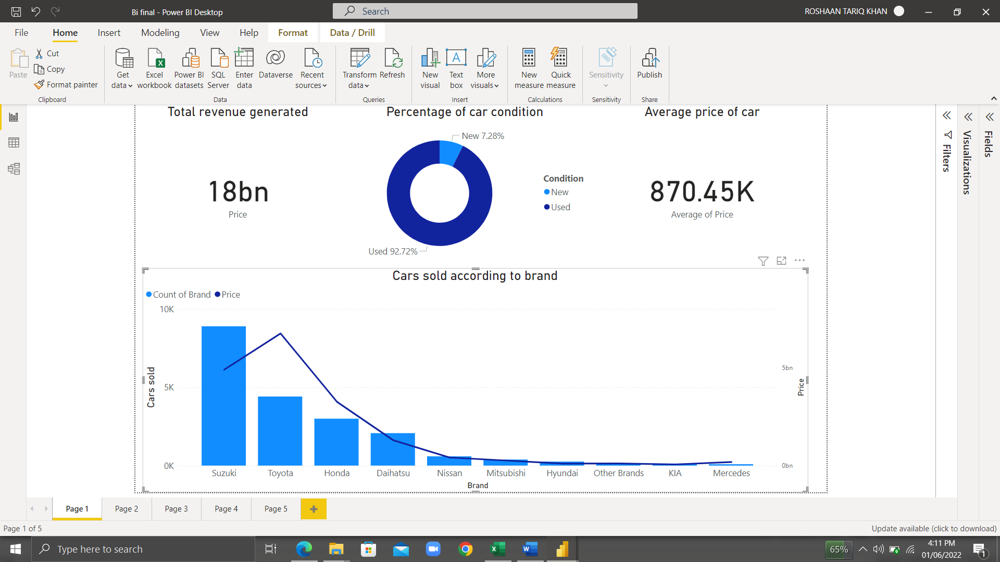 Bi final - Power BI Desktop
Search
ROSHAAN TARIQ KHAN
File Home Insert Modeling View Help Format Data / Drill
Paste
Cut
Copy
Format painter
Clipboard
Get data
Excel workbook
Power BI datasets
SQL Server
Enter data
Dataverse
Recent sources
Data
Transform data
Refresh
Queries
New visual
A
Text box
More visuals
Insert
New measure
Quick measure
Calculations
Sensitivity
Sensitivity
Publish
Share
Total revenue generated
18bn
Price
Percentage of car condition
New 7.28%
Used 92.72%
Condition
New
Used
Average price of car
870.45K
Average of Price
Filters
Visualizations
Fields
Cars sold according to brand
Count of Brand Price
10K
5K
0K
Cars sold
5bn
0bn
Price
Suzuki Toyota Honda Daihatsu Nissan Mitsubishi Hyundai Other Brands KIA Mercedes
Brand
Page 1 Page 2 Page 3 Page 4 Page 5
Page 1 of 5
Update available (click to download)
Type here to search
65%
4:11 PM
01/06/2022
1